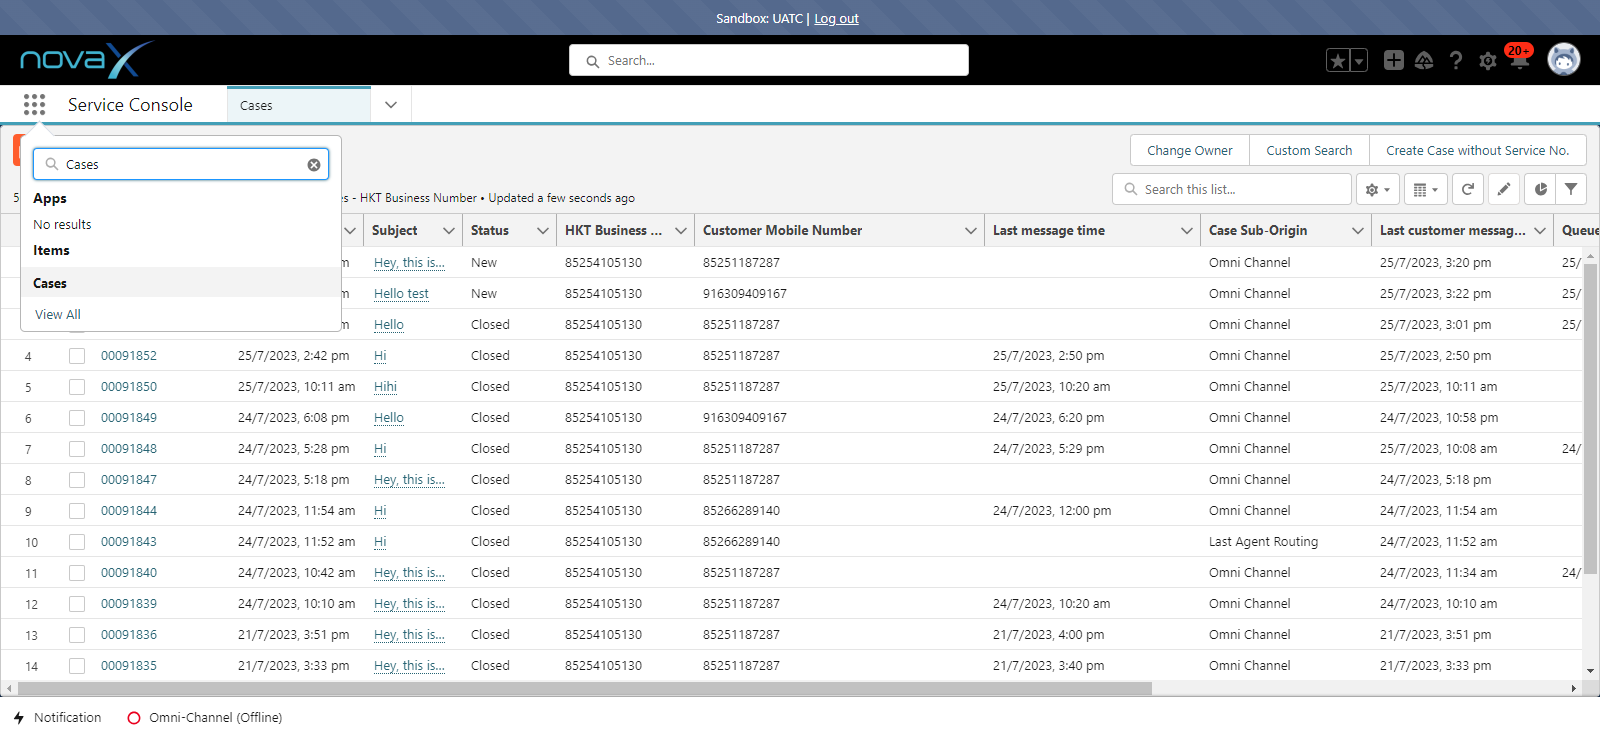 Sandbox: UATC | Log out
novax
Search...
20+
Service Console
Cases
Cases
Apps
No results
Items
Cases
View All
Change Owner
Custom Search
Create Case without Service No.
5
s - HKT Business Number • Updated a few seconds ago
Search this list...
Subject Status HKT Business ... Customer Mobile Number Last message time Case Sub-Origin Last customer messag... Queue
m Hey, this is... New 85254105130 85251187287 Omni Channel 25/7/2023, 3:20 pm 25/
m Hello test New 85254105130 916309409167 Omni Channel 25/7/2023, 3:22 pm 25/
m Hello Closed 85254105130 85251187287 Omni Channel 25/7/2023, 3:01 pm 25/
4 00091852 25/7/2023, 2:42 pm Hi Closed 85254105130 85251187287 25/7/2023, 2:50 pm Omni Channel 25/7/2023, 2:50 pm
5 00091850 25/7/2023, 10:11 am Hihi Closed 85254105130 85251187287 25/7/2023, 10:20 am Omni Channel 25/7/2023, 10:11 am
6 00091849 24/7/2023, 6:08 pm Hello Closed 85254105130 916309409167 24/7/2023, 6:20 pm Omni Channel 24/7/2023, 10:58 pm
7 00091848 24/7/2023, 5:28 pm Hi Closed 85254105130 85251187287 24/7/2023, 5:29 pm Omni Channel 25/7/2023, 10:08 am 24/
8 00091847 24/7/2023, 5:18 pm Hey, this is... Closed 85254105130 85251187287 Omni Channel 24/7/2023, 5:18 pm
9 00091844 24/7/2023, 11:54 am Hi Closed 85254105130 85266289140 24/7/2023, 12:00 pm Omni Channel 24/7/2023, 11:54 am
10 00091843 24/7/2023, 11:52 am Hi Closed 85254105130 85266289140 Last Agent Routing 24/7/2023, 11:52 am
11 00091840 24/7/2023, 10:42 am Hey, this is... Closed 85254105130 85251187287 Omni Channel 24/7/2023, 11:34 am 24/
12 00091839 24/7/2023, 10:10 am Hey, this is... Closed 85254105130 85251187287 24/7/2023, 10:20 am Omni Channel 24/7/2023, 10:10 am
13 00091836 21/7/2023, 3:51 pm Hey, this is... Closed 85254105130 85251187287 21/7/2023, 4:00 pm Omni Channel 21/7/2023, 3:51 pm
14 00091835 21/7/2023, 3:33 pm Hey, this is... Closed 85254105130 85251187287 21/7/2023, 3:40 pm Omni Channel 21/7/2023, 3:33 pm
Notification Omni-Channel (Offline)